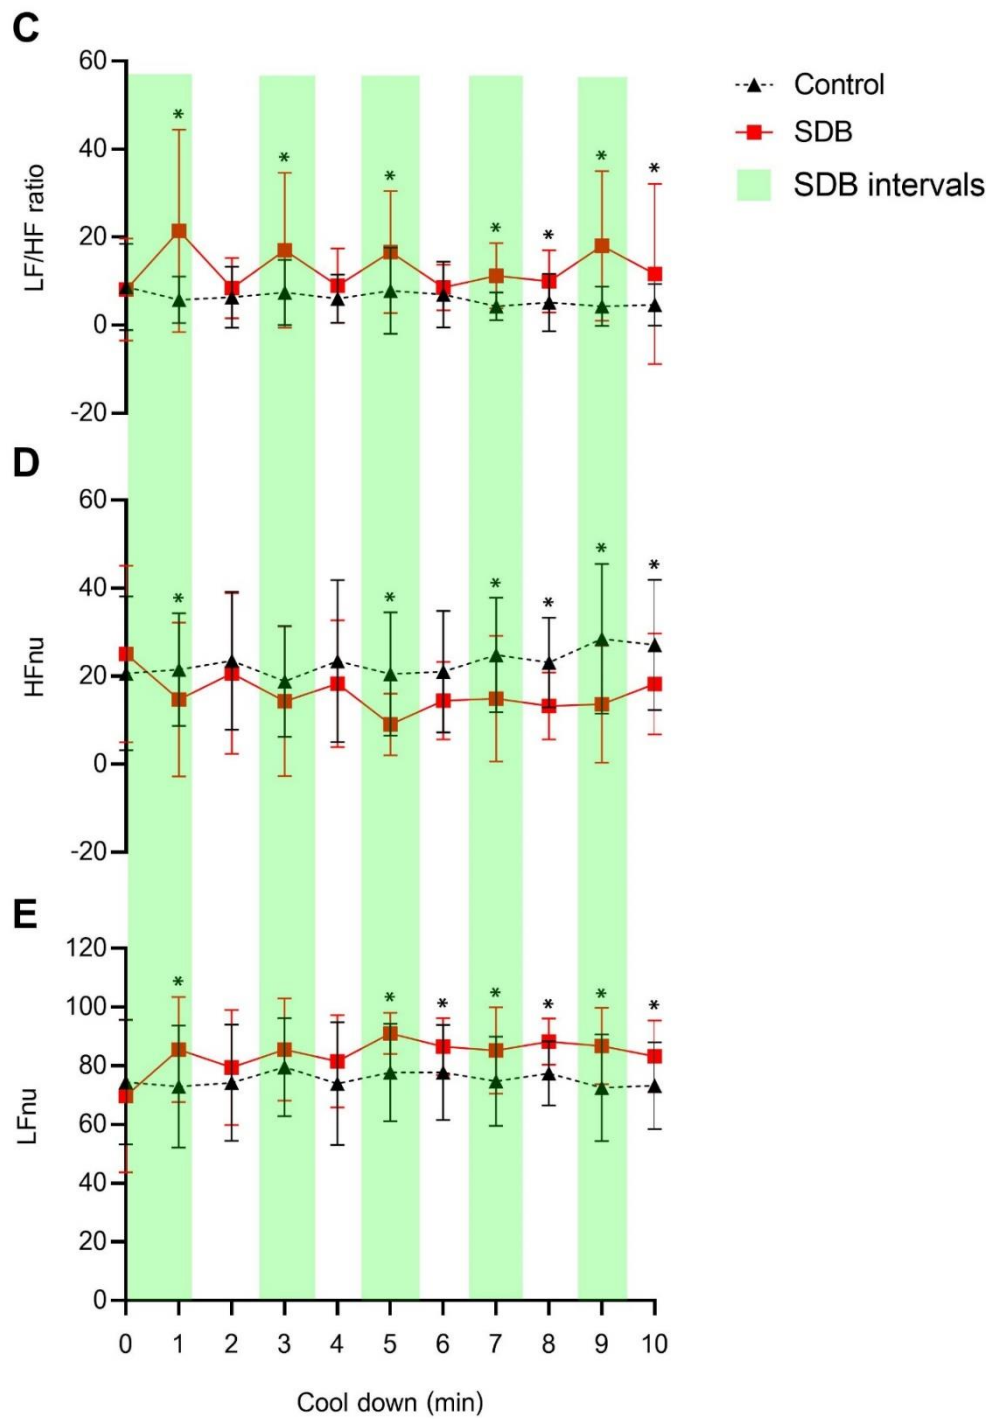 C
60
40
20
0
-20
LF/HF ratio
* * * * * * *
Control
SDB
SDB intervals
D
60
40
20
0
-20
HFnu
* * * * * *
E
120
100
80
60
40
20
0
LFnu
* * * * * * *
0 1 2 3 4 5 6 7 8 9 10
Cool down (min)